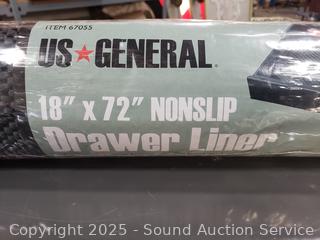 ITEM 67055
US★GENERAL®
18" x 72" NONSLIP
Drawer Liner
Copyright © 2025 - Sound Auction Service